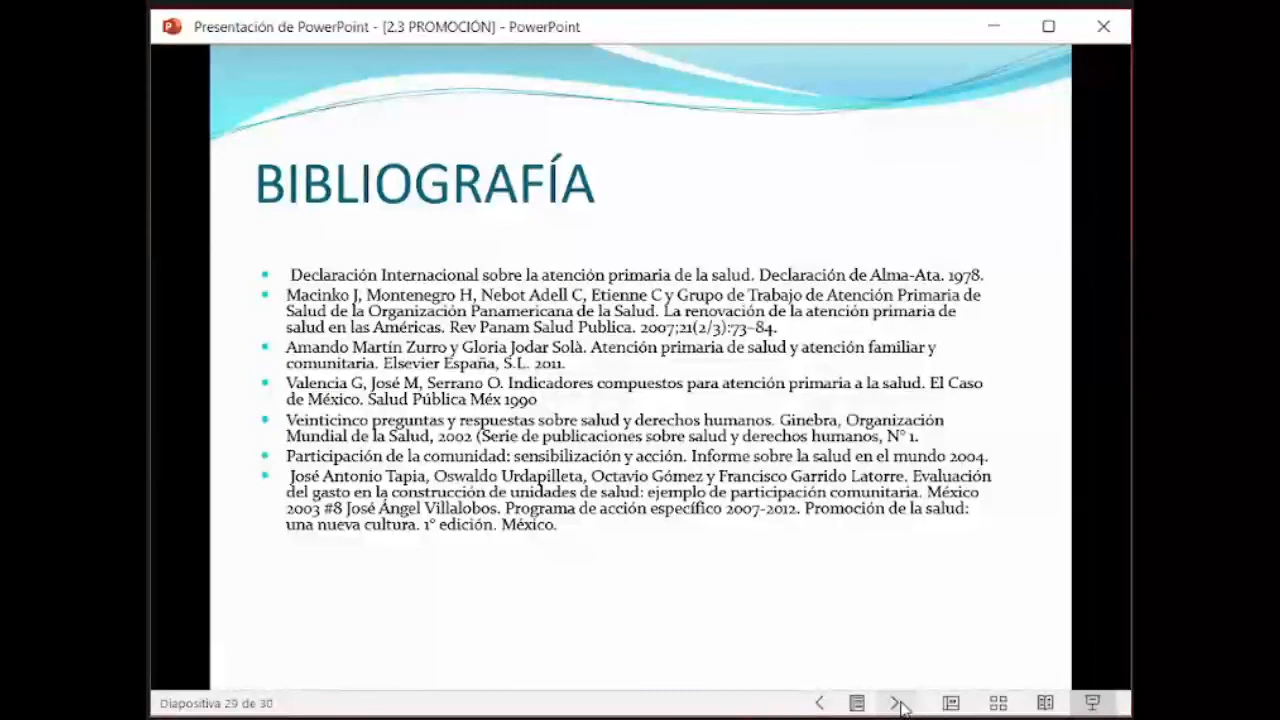 Presentación de PowerPoint - [2.3 PROMOCIÓN] - PowerPoint
BIBLIOGRAFÍA
Declaración Internacional sobre la atención primaria de la salud. Declaración de Alma-Ata. 1978.
Macinko J, Montenegro H, Nebot Adell C, Etienne C y Grupo de Trabajo de Atención Primaria de
Salud de la Organización Panamericana de la Salud. La renovación de la atención primaria de
salud en las Américas. Rev Panam Salud Publica. 2007;21(2/3):73–84.
Amando Martín Zurro y Gloria Jodar Solà. Atención primaria de salud y atención familiar y
comunitaria. Elsevier España, S.L. 2011.
Valencia G, José M, Serrano O. Indicadores compuestos para atención primaria a la salud. El Caso
de México. Salud Pública Méx 1990
Veinticinco preguntas y respuestas sobre salud y derechos humanos. Ginebra, Organización
Mundial de la Salud, 2002 (Serie de publicaciones sobre salud y derechos humanos, N° 1.
Participación de la comunidad: sensibilización y acción. Informe sobre la salud en el mundo 2004.
José Antonio Tapia, Oswaldo Urdapilleta, Octavio Gómez y Francisco Garrido Latorre. Evaluación
del gasto en la construcción de unidades de salud: ejemplo de participación comunitaria. México
2003 #8 José Ángel Villalobos. Programa de acción específico 2007-2012. Promoción de la salud:
una nueva cultura. 1° edición. México.
Diapositiva 29 de 30